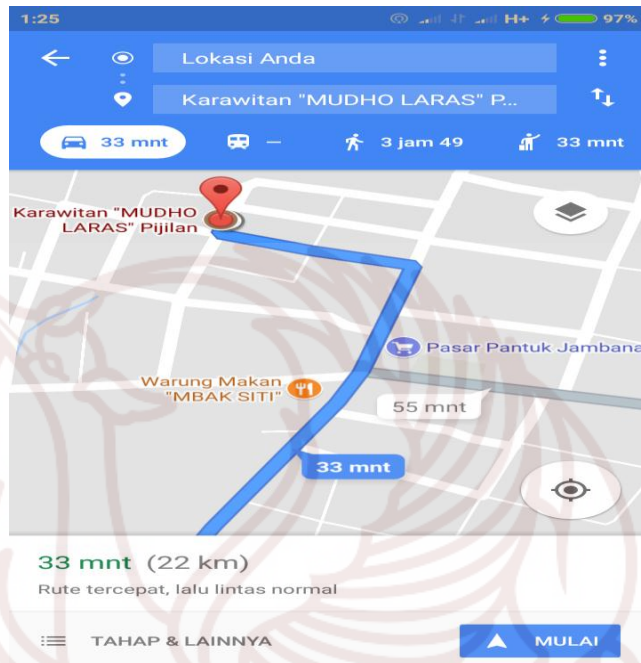 1:25
H+ 97%
Lokasi Anda
Karawitan "MUDHO LARAS" P...
33 mnt
—
3 jam 49
33 mnt
Karawitan "MUDHO
LARAS" Pijilan
Pasar Pantuk Jambana
Warung Makan
"MBAK SITI"
55 mnt
33 mnt
33 mnt (22 km)
Rute tercepat, lalu lintas normal
TAHAP & LAINNYA
MULAI